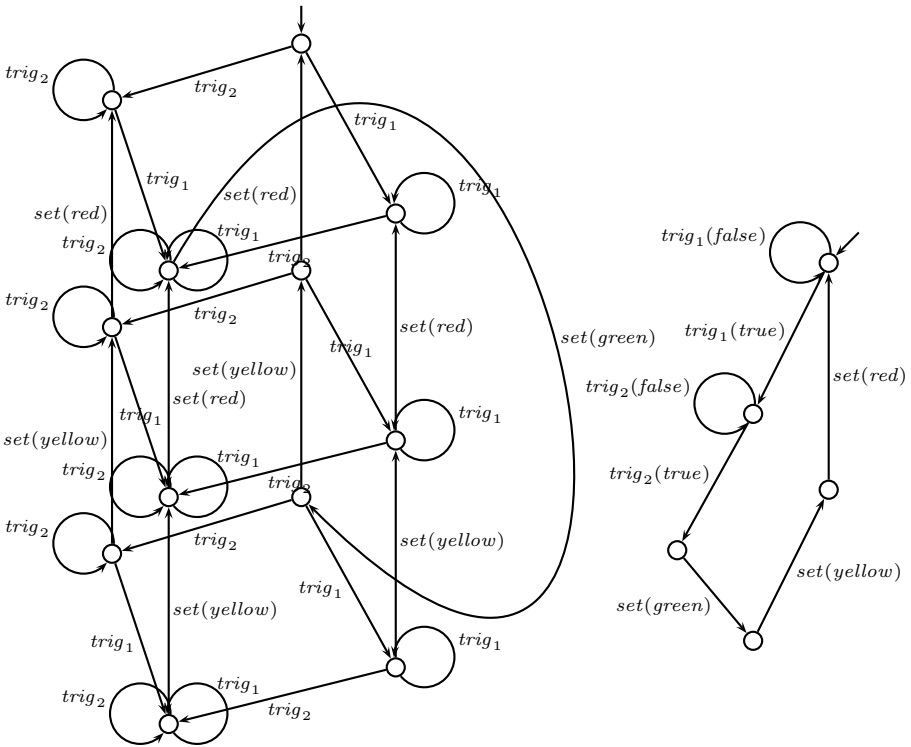 trig₂
trig₂
trig₁
trig₁
trig₁
set(red)
set(red)
trig₂
trig₁
trig₂
trig₂
trig₂
set(red)
set(green)
trig₁
set(yellow)
set(red)
trig₁
trig₁
set(yellow)
trig₂
trig₁
trig₂
trig₂
trig₂
set(yellow)
trig₁
set(yellow)
trig₁
trig₁
trig₂
trig₁
trig₂
trig₁(false)
trig₁(true)
set(red)
trig₂(false)
trig₂(true)
set(yellow)
set(green)